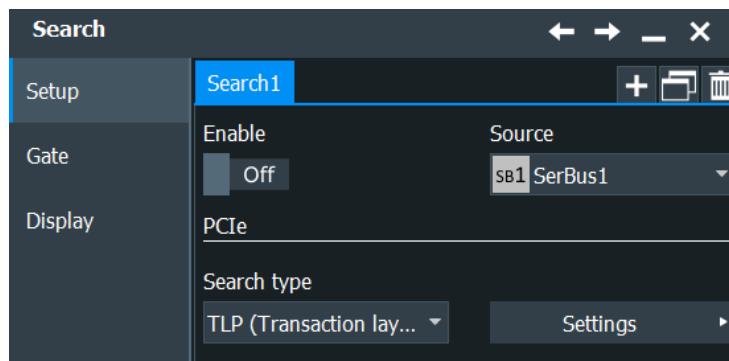 Search
Setup
Gate
Display
Search1
Enable
Source
Off
SB1 SerBus1
PCIe
Search type
TLP (Transaction lay...
Settings